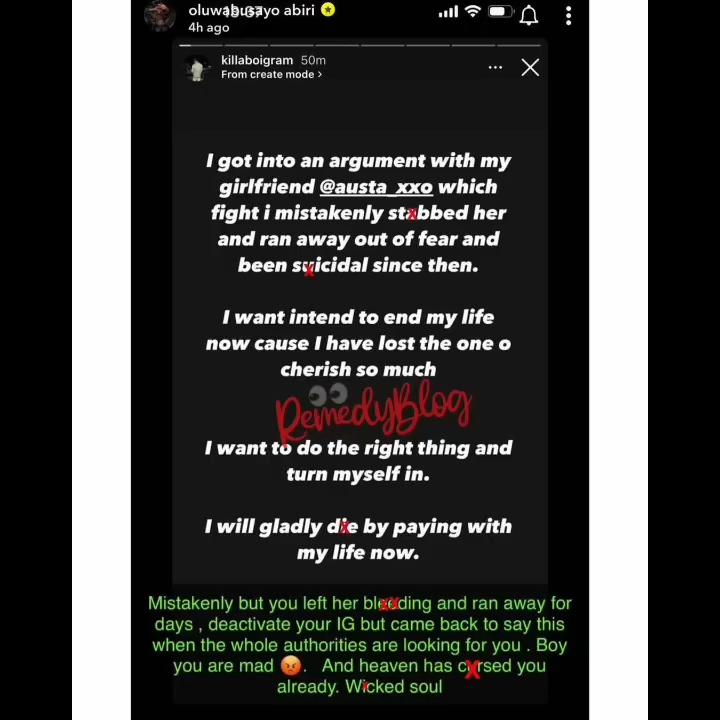 oluwabusayo abiri
4h ago
killaboigram 50m
From create mode >
I got into an argument with my
girlfriend @austa_xxo which
fight i mistakenly stabbed her
and ran away out of fear and
been suicidal since then.
I want intend to end my life
now cause I have lost the one o
cherish so much
RemedyBlog
I want to do the right thing and
turn myself in.
I will gladly die by paying with
my life now.
Mistakenly but you left her bleeding and ran away for
days , deactivate your IG but came back to say this
when the whole authorities are looking for you . Boy
you are mad 😡. And heaven has cursed you
already. Wicked soul